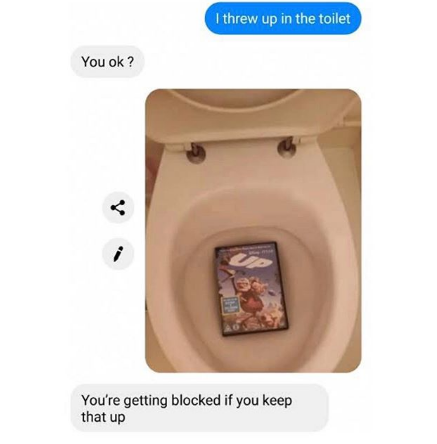 I threw up in the toilet
You ok ?
UP
You're getting blocked if you keep
that up